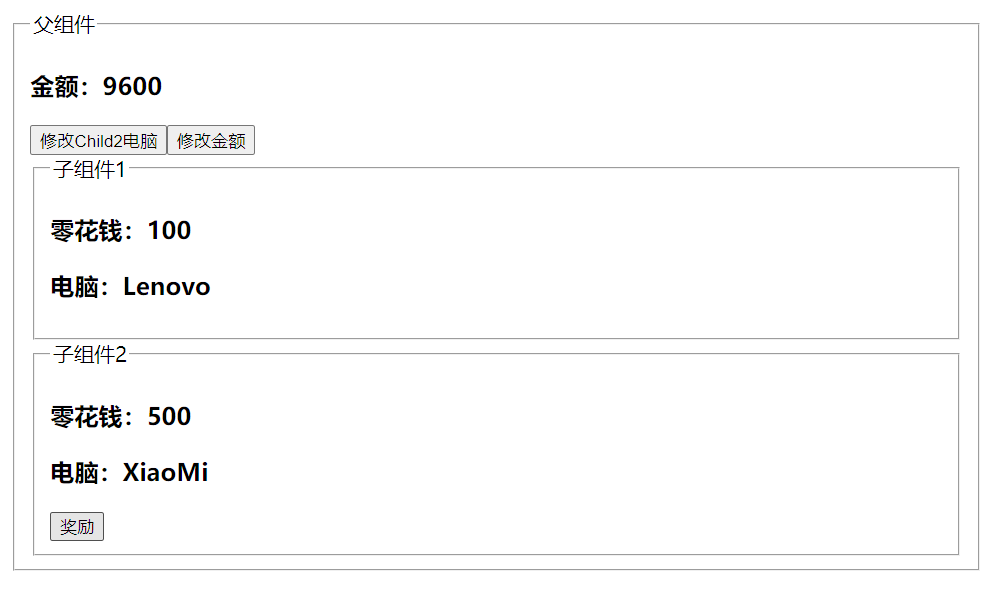 父组件
金额：9600
修改Child2电脑 修改金额
子组件1
零花钱：100
电脑：Lenovo
子组件2
零花钱：500
电脑：XiaoMi
奖励